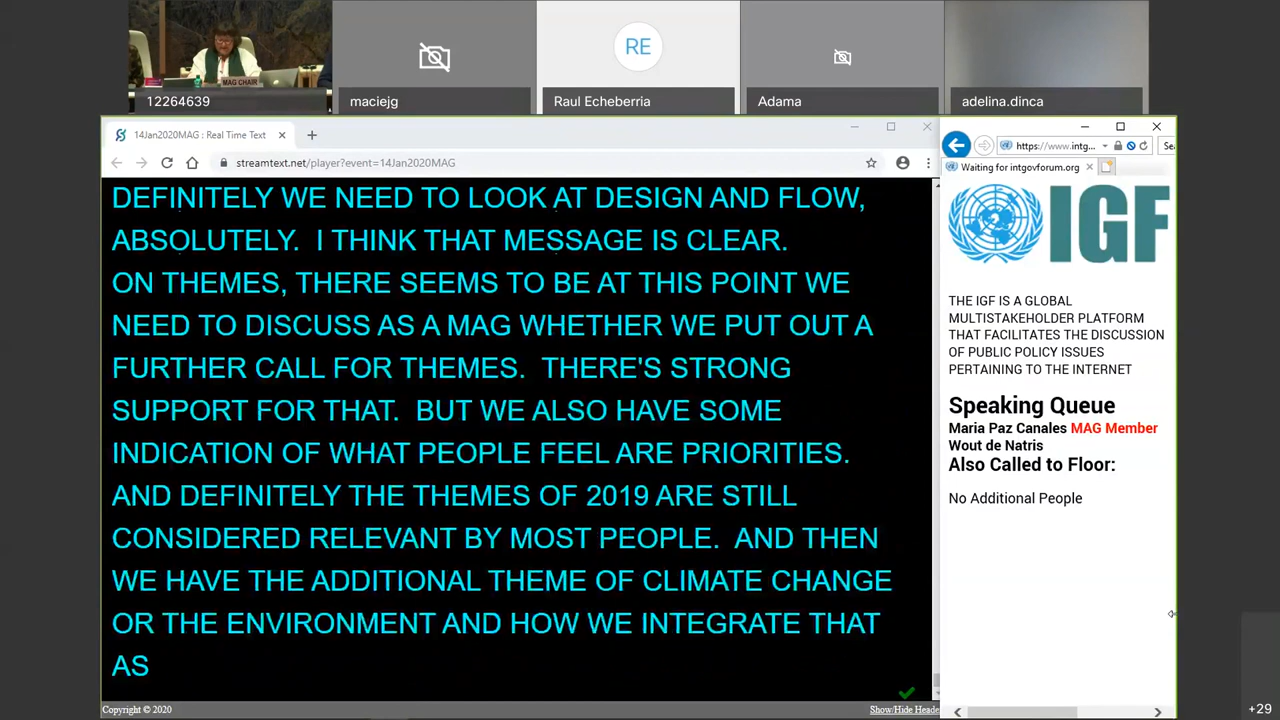 MAG CHAIR
12264639
maciejg
RE
Raul Echeberria
Adama
adelina.dinca
14Jan2020MAG : Real Time Text
streamtext.net/player?event=14Jan2020MAG
DEFINITELY WE NEED TO LOOK AT DESIGN AND FLOW,
ABSOLUTELY. I THINK THAT MESSAGE IS CLEAR.
ON THEMES, THERE SEEMS TO BE AT THIS POINT WE
NEED TO DISCUSS AS A MAG WHETHER WE PUT OUT A
FURTHER CALL FOR THEMES. THERE'S STRONG
SUPPORT FOR THAT. BUT WE ALSO HAVE SOME
INDICATION OF WHAT PEOPLE FEEL ARE PRIORITIES.
AND DEFINITELY THE THEMES OF 2019 ARE STILL
CONSIDERED RELEVANT BY MOST PEOPLE. AND THEN
WE HAVE THE ADDITIONAL THEME OF CLIMATE CHANGE
OR THE ENVIRONMENT AND HOW WE INTEGRATE THAT
AS
Copyright © 2020
Show/Hide Heade
https://www.intg...
Sea
Waiting for intgovforum.org
IGF
THE IGF IS A GLOBAL
MULTISTAKEHOLDER PLATFORM
THAT FACILITATES THE DISCUSSION
OF PUBLIC POLICY ISSUES
PERTAINING TO THE INTERNET
Speaking Queue
Maria Paz Canales MAG Member
Wout de Natris
Also Called to Floor:
No Additional People
+29